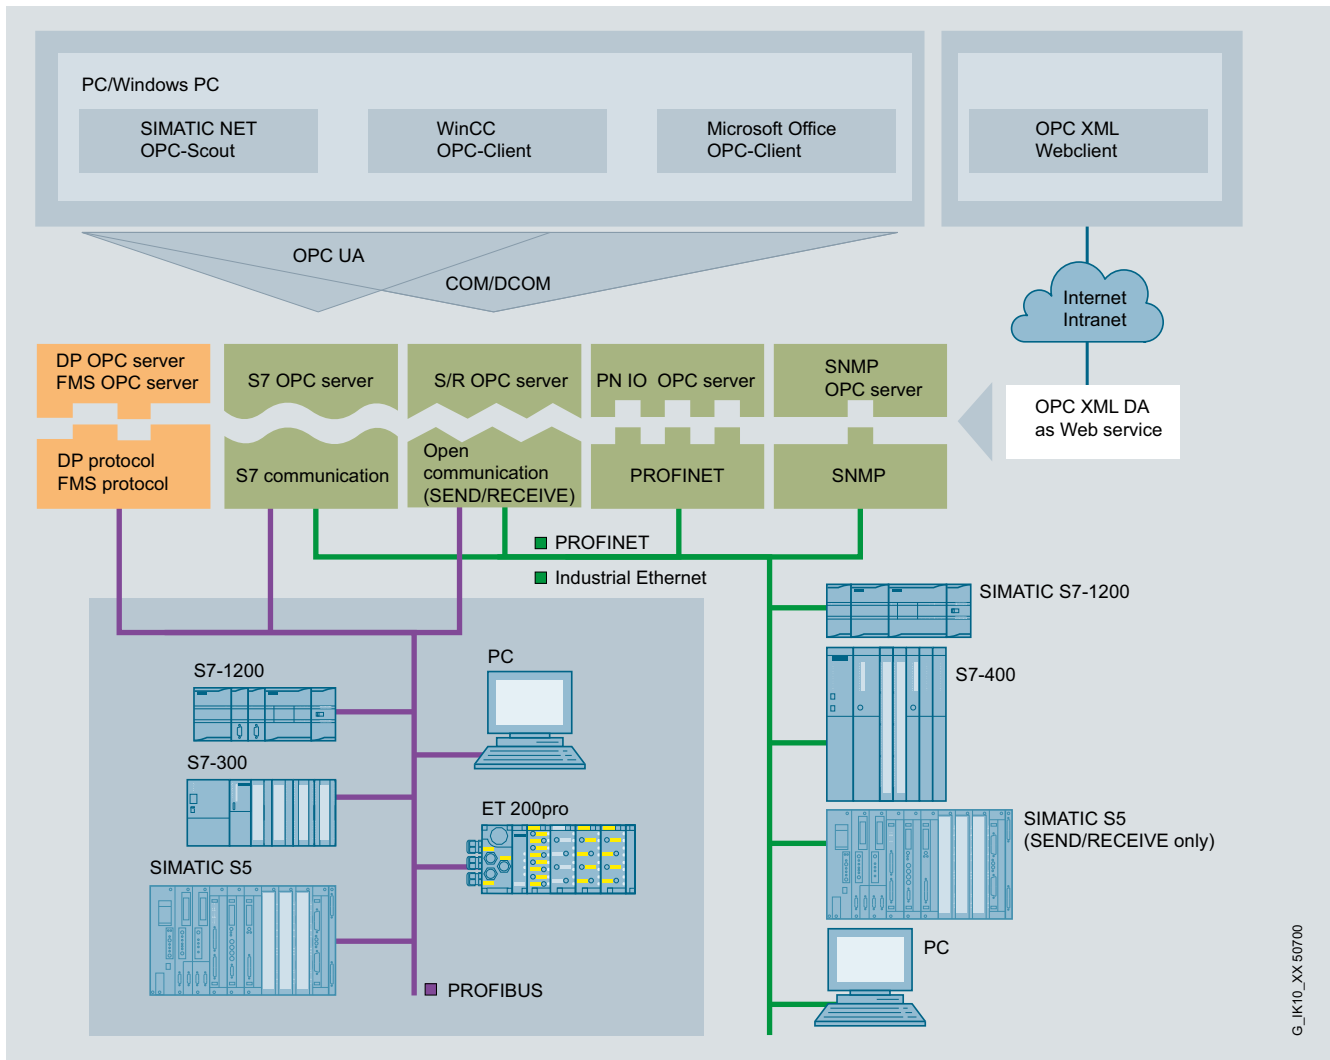 PC/Windows PC
SIMATIC NET
OPC-Scout
WinCC
OPC-Client
Microsoft Office
OPC-Client
OPC XML
Webclient
OPC UA
COM/DCOM
Internet
Intranet
DP OPC server
FMS OPC server
S7 OPC server
S/R OPC server
PN IO OPC server
SNMP
OPC server
OPC XML DA
as Web service
DP protocol
FMS protocol
S7 communication
Open
communication
(SEND/RECEIVE)
PROFINET
SNMP
PROFINET
Industrial Ethernet
SIMATIC S7-1200
S7-400
SIMATIC S5
(SEND/RECEIVE only)
PC
S7-1200
PC
S7-300
ET 200pro
SIMATIC S5
PROFIBUS
G_IK10_XX 50700